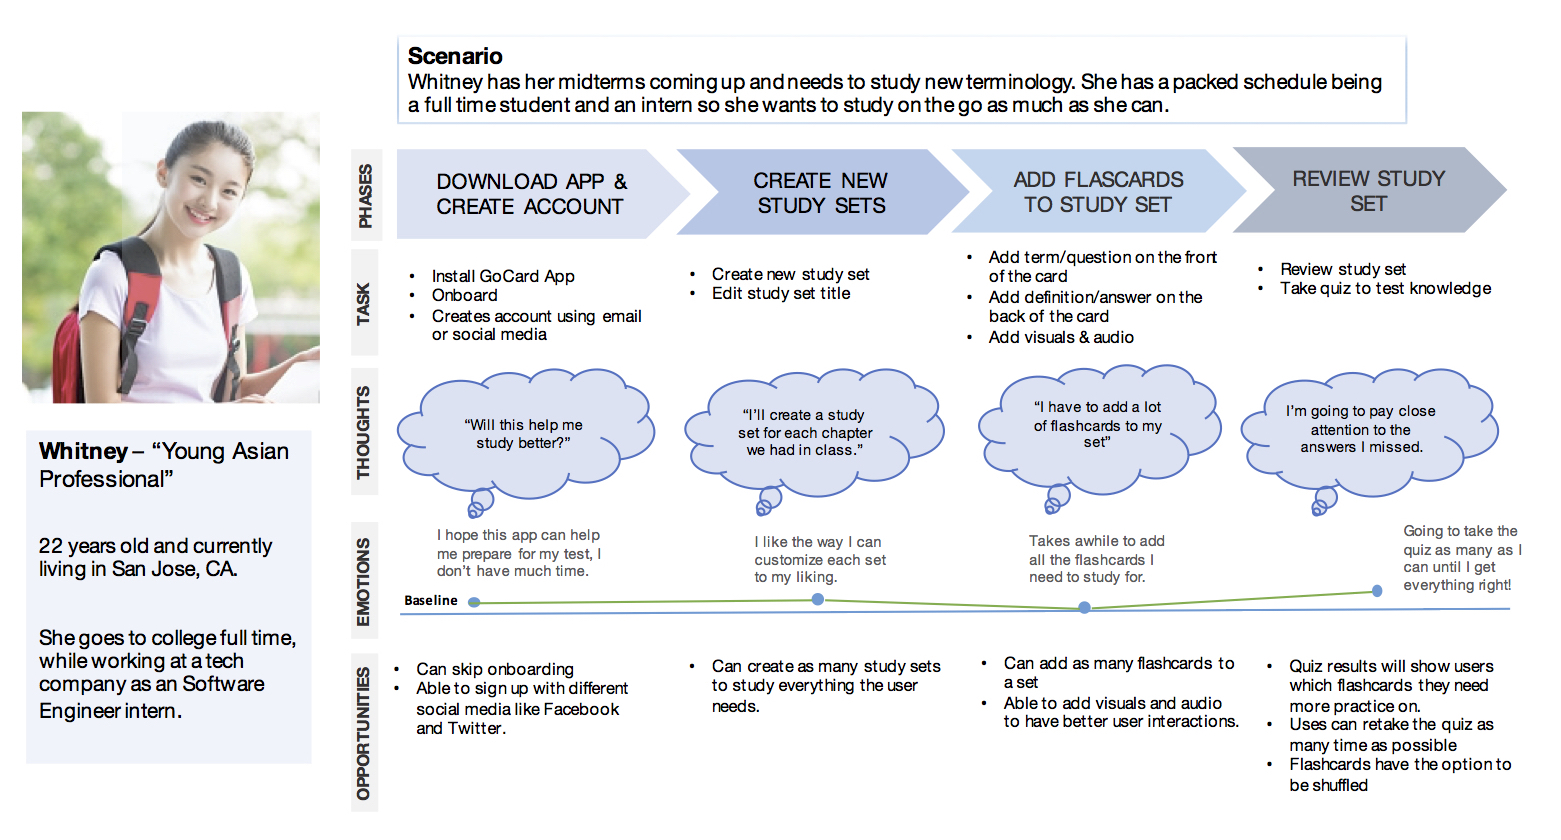 Scenario
Whitney has her midterms coming up and needs to study new terminology. She has a packed schedule being
a full time student and an intern so she wants to study on the go as much as she can.
PHASES
DOWNLOAD APP &
CREATE ACCOUNT
CREATE NEW
STUDY SETS
ADD FLASCARDS
TO STUDY SET
REVIEW STUDY
SET
TASK
• Install GoCard App
• Onboard
• Creates account using email
or social media
• Create new study set
• Edit study set title
• Add term/question on the front
of the card
• Add definition/answer on the
back of the card
• Add visuals & audio
• Review study set
• Take quiz to test knowledge
THOUGHTS
“Will this help me
study better?”
“I’ll create a study
set for each chapter
we had in class.”
“I have to add a lot
of flashcards to my
set”
I’m going to pay close
attention to the
answers I missed.
EMOTIONS
I hope this app can help
me prepare for my test, I
don’t have much time.
I like the way I can
customize each set
to my liking.
Takes awhile to add
all the flashcards I
need to study for.
Going to take the
quiz as many as I
can until I get
everything right!
Baseline
OPPORTUNITIES
• Can skip onboarding
• Able to sign up with different
social media like Facebook
and Twitter.
• Can create as many study sets
to study everything the user
needs.
• Can add as many flashcards to
a set
• Able to add visuals and audio
to have better user interactions.
• Quiz results will show users
which flashcards they need
more practice on.
• Uses can retake the quiz as
many time as possible
• Flashcards have the option to
be shuffled
Whitney – “Young Asian
Professional”
22 years old and currently
living in San Jose, CA.
She goes to college full time,
while working at a tech
company as an Software
Engineer intern.